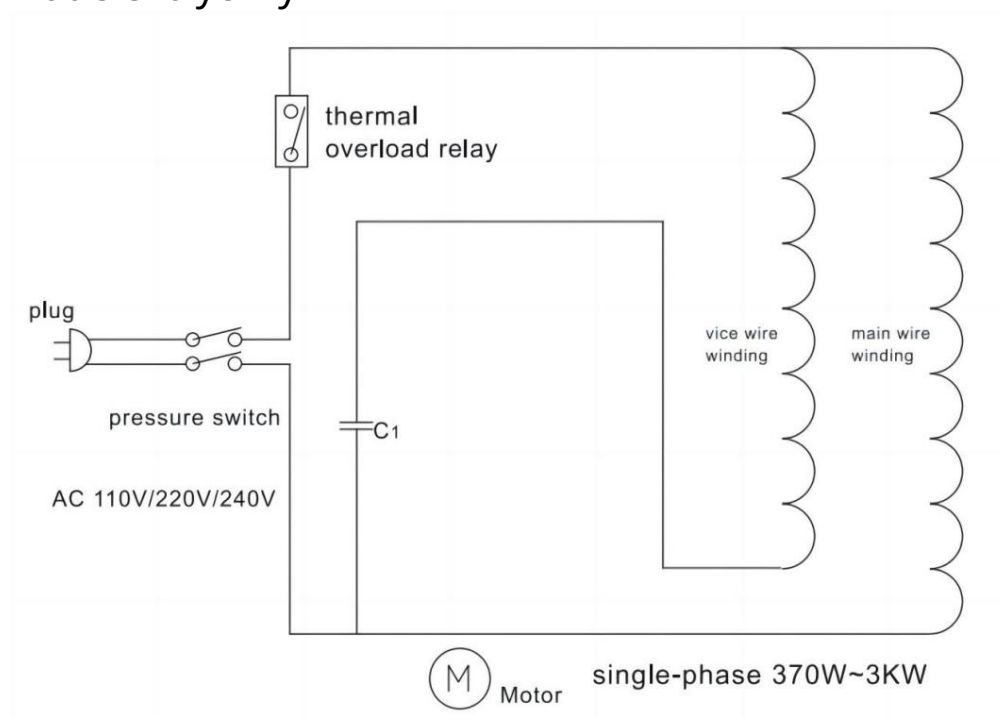 thermal
overload relay
plug
vice wire
winding
main wire
winding
pressure switch
C1
AC 110V/220V/240V
M
Motor
single-phase 370W~3KW